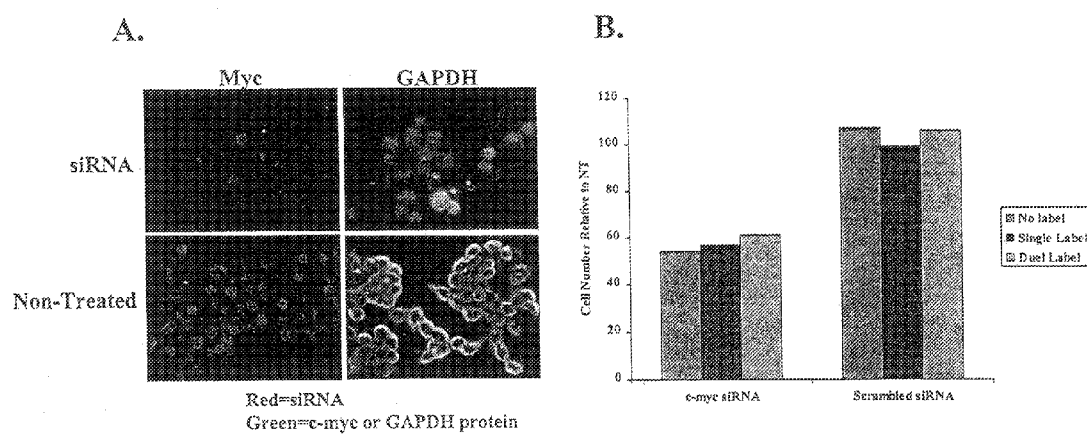 A.
Myc GAPDH
siRNA
Non-Treated
Red=siRNA
Green=c-myc or GAPDH protein
B.
Cell Number Relative to NT
120
100
80
60
40
20
0
c-myc siRNA Scrambled siRNA
No label
Single Label
Duel Label